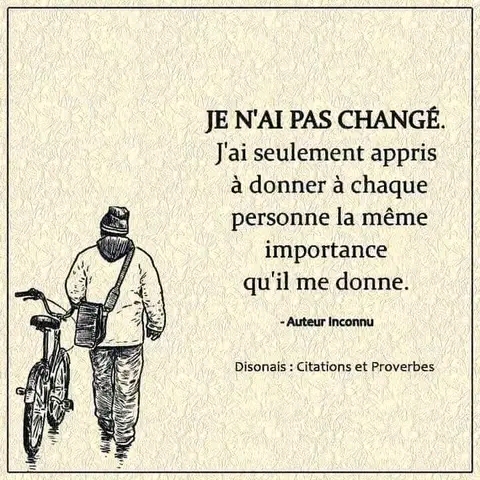 JE N'AI PAS CHANGÉ.
J'ai seulement appris
à donner à chaque
personne la même
importance
qu'il me donne.
- Auteur Inconnu
Disonais : Citations et Proverbes